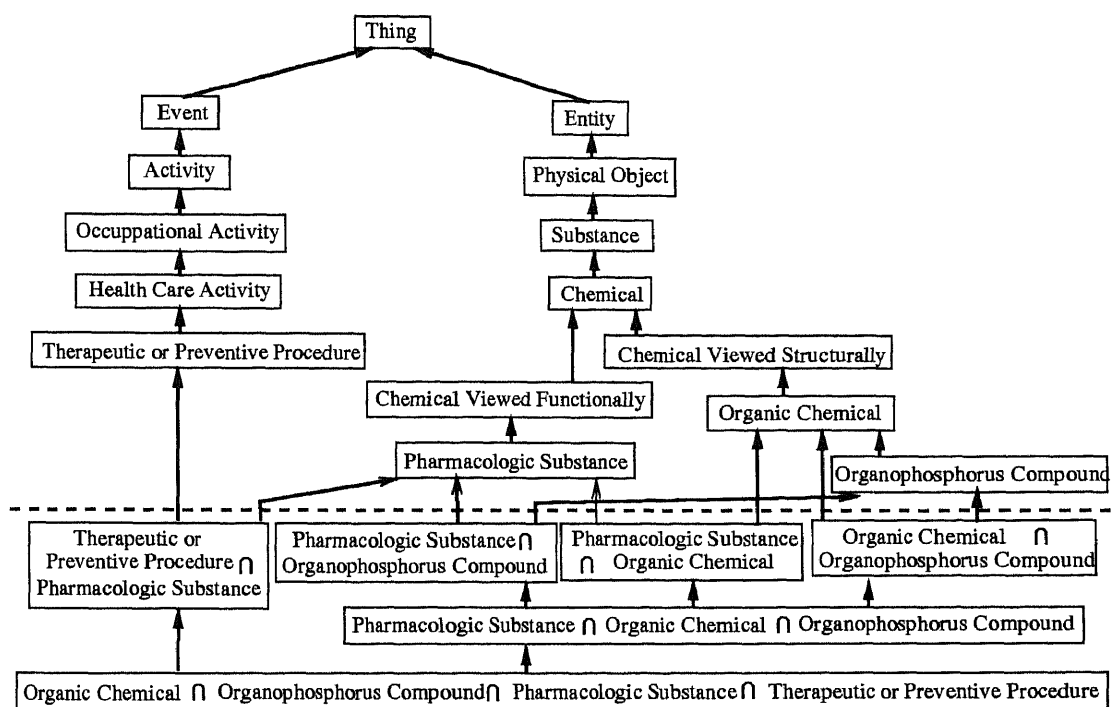 Thing
Event
Entity
Activity
Physical Object
Occuppational Activity
Substance
Health Care Activity
Chemical
Therapeutic or Preventive Procedure
Chemical Viewed Structurally
Chemical Viewed Functionally
Organic Chemical
Pharmacologic Substance
Organophosphorus Compound
Therapeutic or
Preventive Procedure ∩
Pharmacologic Substance
Pharmacologic Substance ∩
Organophosphorus Compound
Pharmacologic Substance
∩ Organic Chemical
Organic Chemical ∩
Organophosphorus Compound
Pharmacologic Substance ∩ Organic Chemical ∩ Organophosphorus Compound
Organic Chemical ∩ Organophosphorus Compound ∩ Pharmacologic Substance ∩ Therapeutic or Preventive Procedure